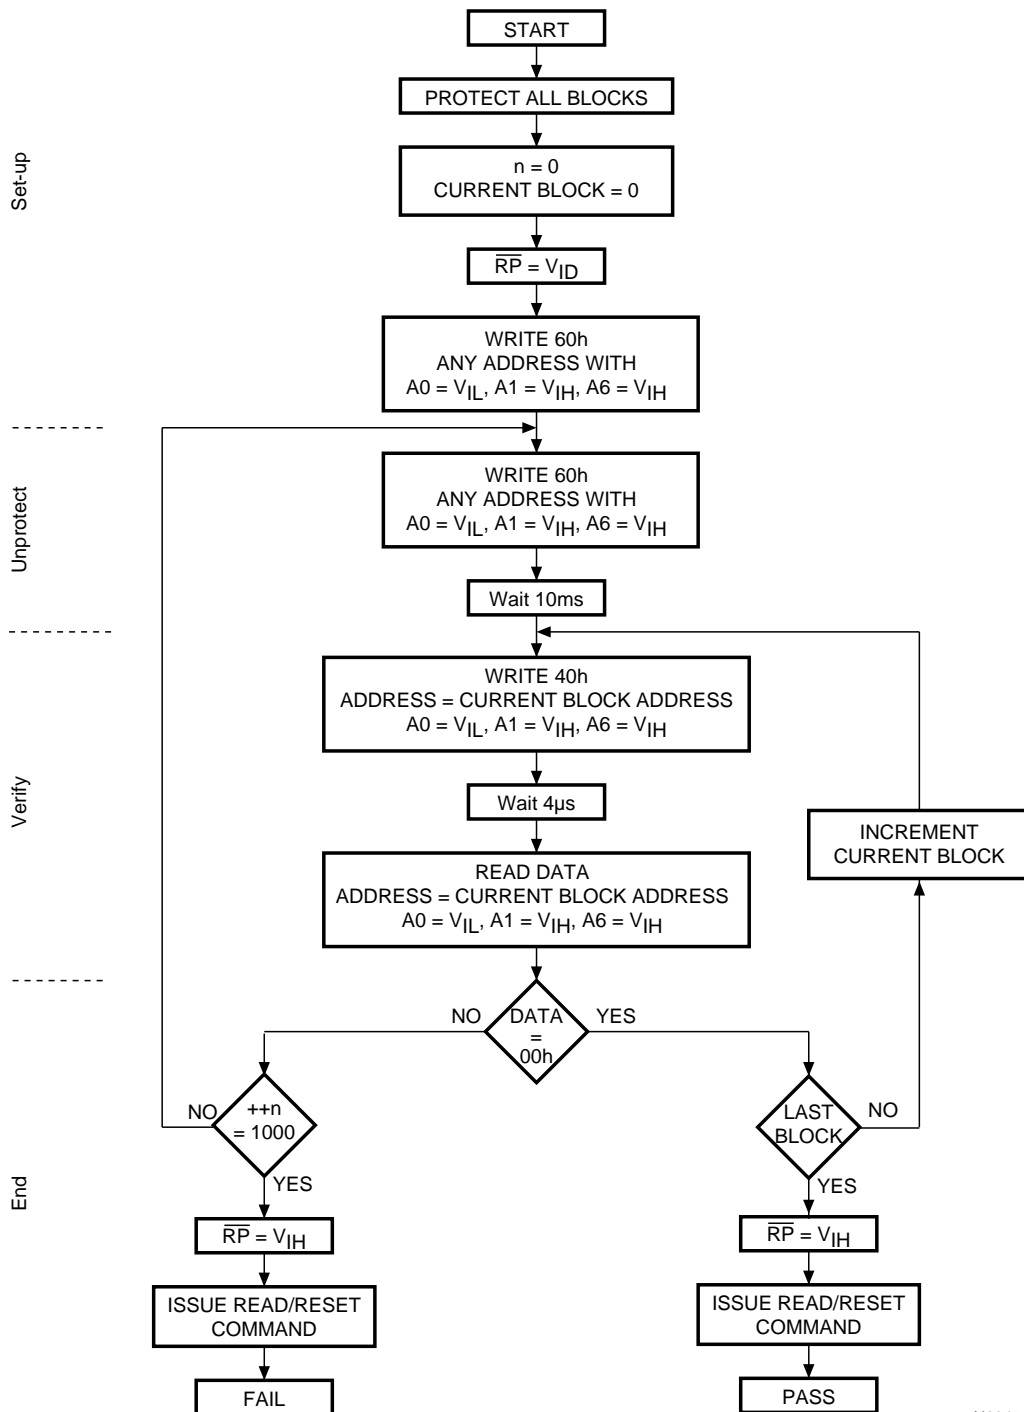 START
PROTECT ALL BLOCKS
Set-up
n = 0
CURRENT BLOCK = 0
RP = VID
WRITE 60h
ANY ADDRESS WITH
A0 = VIL, A1 = VIH, A6 = VIH
Unprotect
WRITE 60h
ANY ADDRESS WITH
A0 = VIL, A1 = VIH, A6 = VIH
Wait 10ms
Verify
WRITE 40h
ADDRESS = CURRENT BLOCK ADDRESS
A0 = VIL, A1 = VIH, A6 = VIH
Wait 4µs
INCREMENT
CURRENT BLOCK
READ DATA
ADDRESS = CURRENT BLOCK ADDRESS
A0 = VIL, A1 = VIH, A6 = VIH
End
NO
DATA
=
00h
YES
NO
++n
= 1000
YES
LAST
BLOCK
NO
YES
RP = VIH
ISSUE READ/RESET
COMMAND
FAIL
RP = VIH
ISSUE READ/RESET
COMMAND
PASS